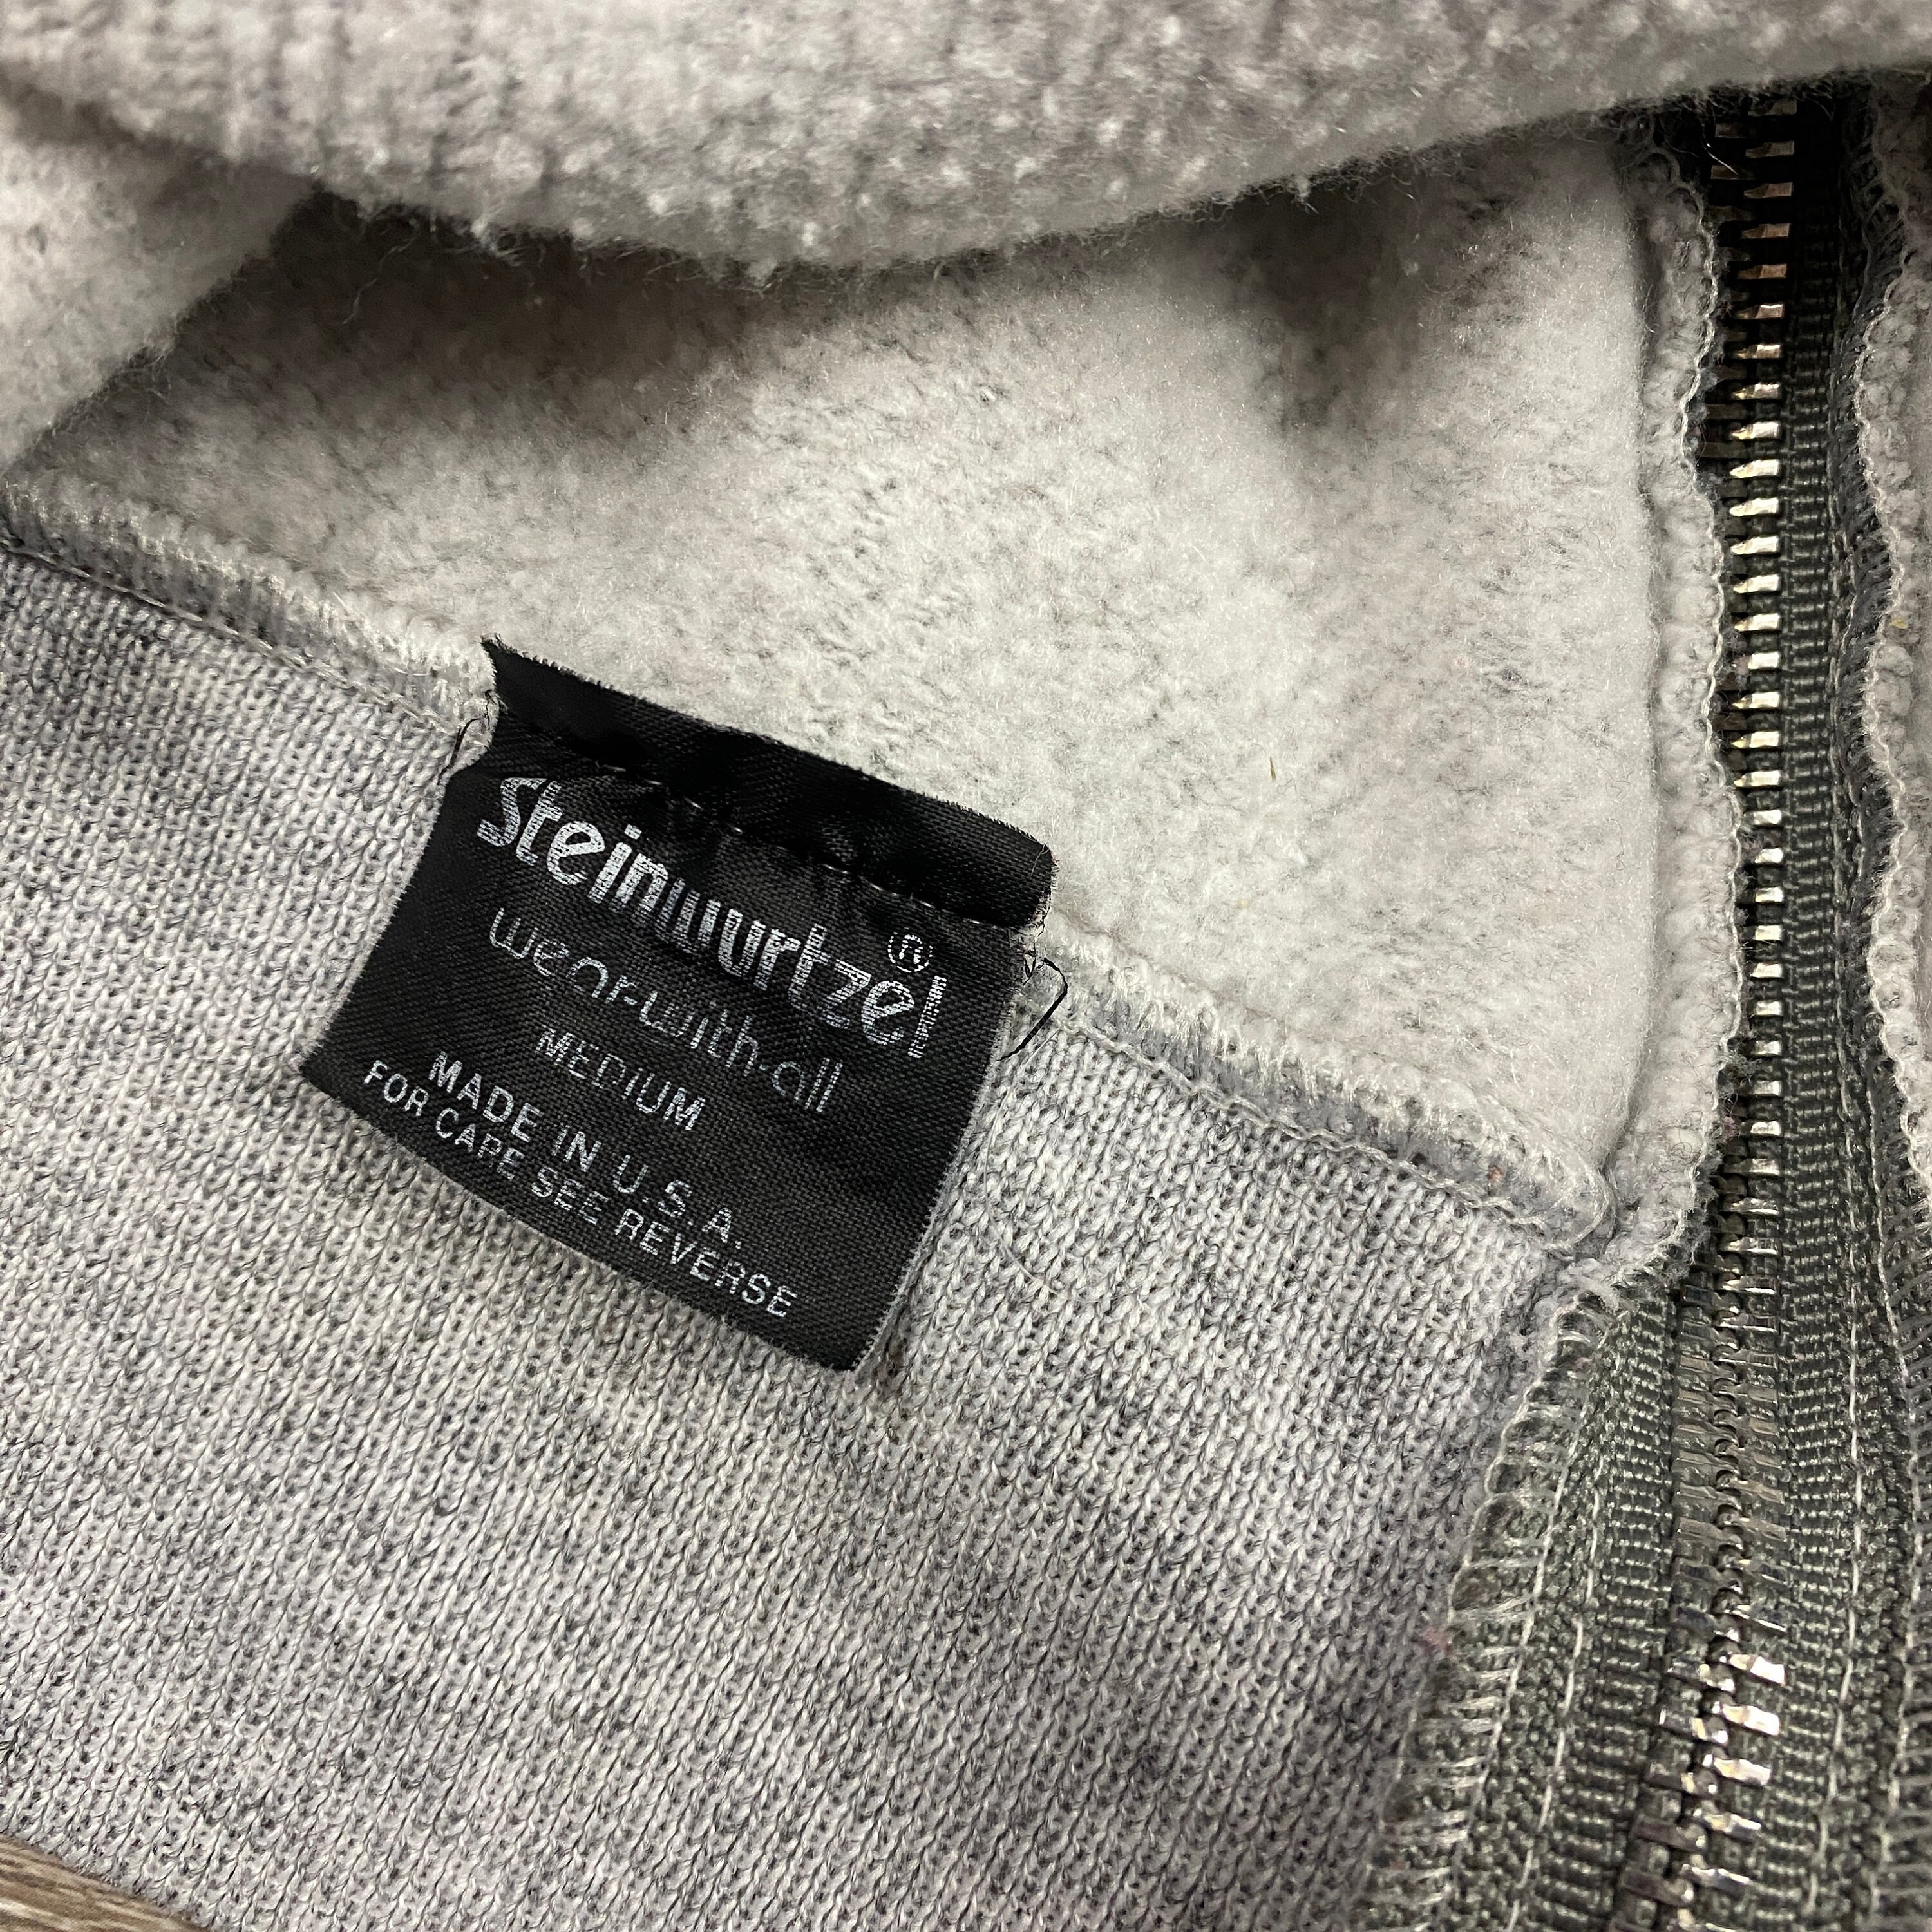 Steinwurtzel®
wear-with-all
MEDIUM
MADE IN U.S.A.
FOR CARE SEE REVERSE